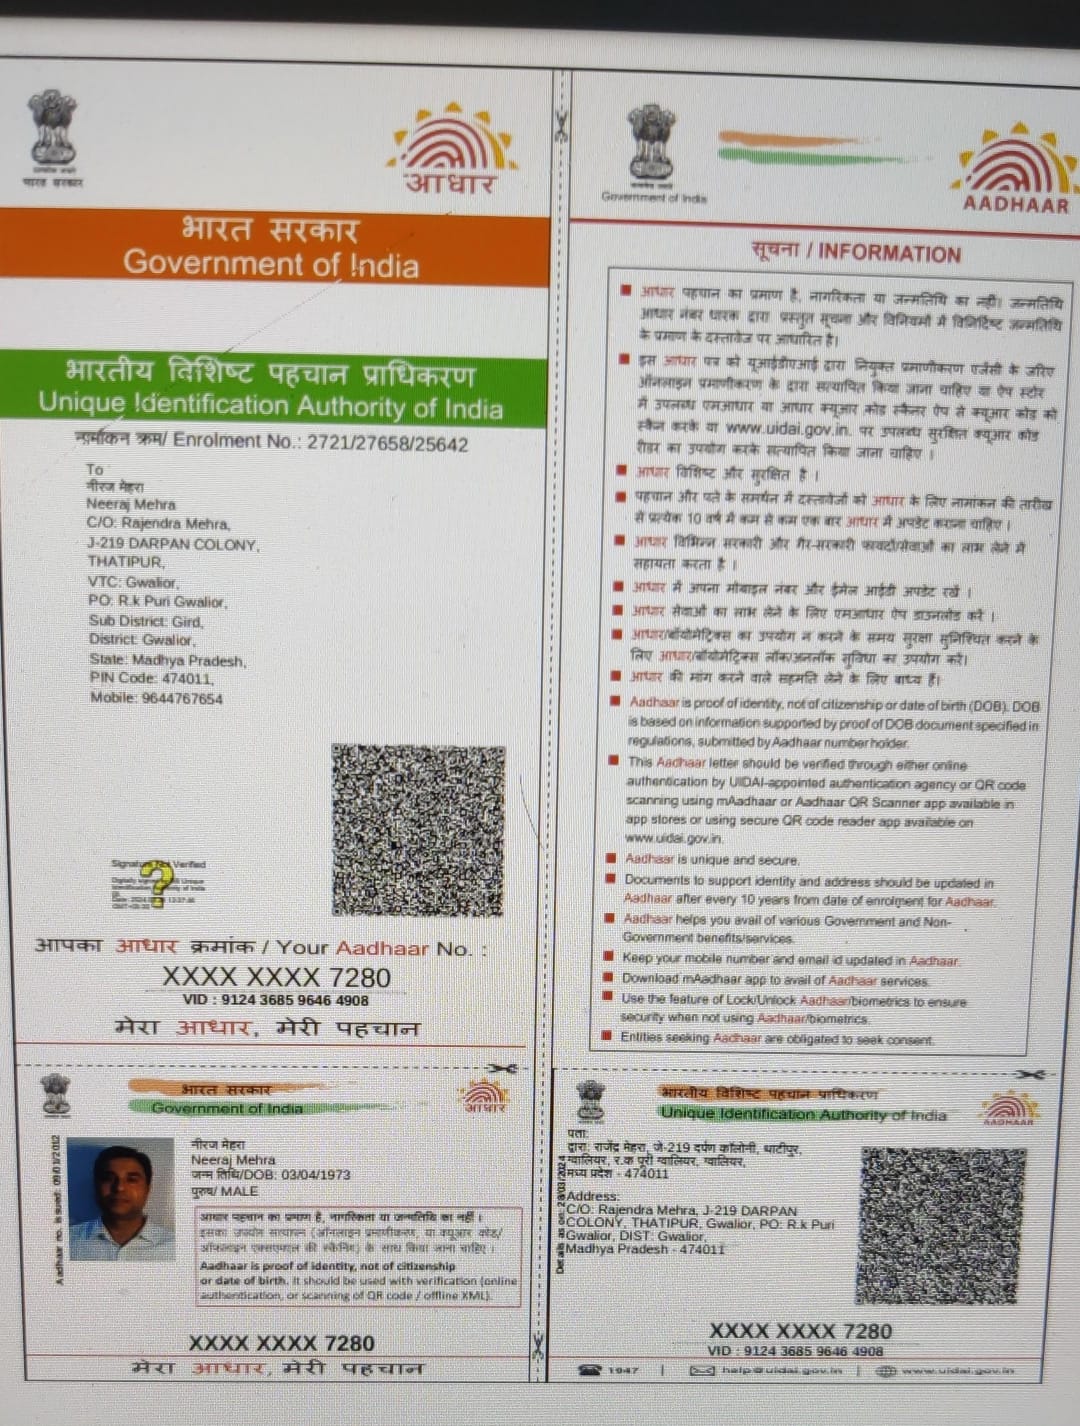 भारत सरकार
आधार
भारत सरकार
Government of India
भारतीय विशिष्ट पहचान प्राधिकरण
Unique Identification Authority of India
नामांकन क्रम/ Enrolment No.: 2721/27658/25642
To
नीरज मेहरा
Neeraj Mehra
C/O: Rajendra Mehra,
J-219 DARPAN COLONY,
THATIPUR,
VTC: Gwalior,
PO: R.k Puri Gwalior,
Sub District: Gird,
District: Gwalior,
State: Madhya Pradesh,
PIN Code: 474011,
Mobile: 9644767654
Signature Not Verified
आपका आधार क्रमांक / Your Aadhaar No. :
XXXX XXXX 7280
VID : 9124 3685 9646 4908
मेरा आधार, मेरी पहचान
Government of India
AADHAAR
सूचना / INFORMATION
आधार पहचान का प्रमाण है, नागरिकता या जन्मतिथि का नहीं। जन्मतिथि
आधार नंबर धारक द्वारा प्रस्तुत सूचना और विनियमों में विनिर्दिष्ट जन्मतिथि
के प्रमाण के दस्तावेज पर आधारित है।
इस आधार पत्र को यूआईडीएआई द्वारा नियुक्त प्रमाणीकरण एजेंसी के जरिए
ऑनलाइन प्रमाणीकरण के द्वारा सत्यापित किया जाना चाहिए या ऐप स्टोर
में उपलब्ध एमआधार या आधार क्यूआर कोड स्कैनर ऐप से क्यूआर कोड को
स्कैन करके या www.uidai.gov.in. पर उपलब्ध सुरक्षित क्यूआर कोड
रीडर का उपयोग करके सत्यापित किया जाना चाहिए ।
आधार विशिष्ट और सुरक्षित है ।
पहचान और पते के समर्थन में दस्तावेजों को आधार के लिए नामांकन की तारीख
से प्रत्येक 10 वर्ष में कम से कम एक बार आधार में अपडेट कराना चाहिए ।
आधार विभिन्न सरकारी और गैर-सरकारी फायदों/सेवाओं का लाभ लेने में
सहायता करता है ।
आधार में अपना मोबाइल नंबर और ईमेल आईडी अपडेट रखें ।
आधार सेवाओं का लाभ लेने के लिए एमआधार ऐप डाउनलोड करें ।
आधार/बॉयोमेट्रिक्स का उपयोग न करने के समय सुरक्षा सुनिश्चित करने के
लिए आधार/बॉयोमेट्रिक्स लॉक/अनलॉक सुविधा का उपयोग करें।
आधार की मांग करने वाले सहमति लेने के लिए बाध्य हैं।
Aadhaar is proof of identity, not of citizenship or date of birth (DOB). DOB
is based on information supported by proof of DOB document specified in
regulations, submitted by Aadhaar number holder.
This Aadhaar letter should be verified through either online
authentication by UIDAI-appointed authentication agency or QR code
scanning using mAadhaar or Aadhaar QR Scanner app available in
app stores or using secure QR code reader app available on
www.uidai.gov.in.
Aadhaar is unique and secure.
Documents to support identity and address should be updated in
Aadhaar after every 10 years from date of enrolment for Aadhaar.
Aadhaar helps you avail of various Government and Non-
Government benefits/services.
Keep your mobile number and email id updated in Aadhaar.
Download mAadhaar app to avail of Aadhaar services.
Use the feature of Lock/Unlock Aadhaar/biometrics to ensure
security when not using Aadhaar/biometrics.
Entities seeking Aadhaar are obligated to seek consent.
भारत सरकार
Government of India
आधार
Aadhaar no. issued: 09/01/2012
नीरज मेहरा
Neeraj Mehra
जन्म तिथि/DOB: 03/04/1973
पुरुष/ MALE
आधार पहचान का प्रमाण है, नागरिकता या जन्मतिथि का नहीं ।
इसका उपयोग सत्यापन (ऑनलाइन प्रमाणीकरण, या क्यूआर कोड/
ऑफलाइन एक्सएमएल की स्कैनिंग) के साथ किया जाना चाहिए ।
Aadhaar is proof of identity, not of citizenship
or date of birth. It should be used with verification (online
authentication, or scanning of QR code / offline XML).
XXXX XXXX 7280
मेरा आधार, मेरी पहचान
भारतीय विशिष्ट पहचान प्राधिकरण
Unique Identification Authority of India
AADHAAR
Details as on: 28/03/2024
पता:
द्वारा: राजेंद्र मेहरा, जे-219 दर्पण कॉलोनी, थाटीपुर,
ग्वालियर, र.क पूरी ग्वालियर, ग्वालियर,
मध्य प्रदेश - 474011
Address:
C/O: Rajendra Mehra, J-219 DARPAN
COLONY, THATIPUR, Gwalior, PO: R.k Puri
Gwalior, DIST: Gwalior,
Madhya Pradesh - 474011
XXXX XXXX 7280
VID : 9124 3685 9646 4908
1947 | help@uidai.gov.in | www.uidai.gov.in